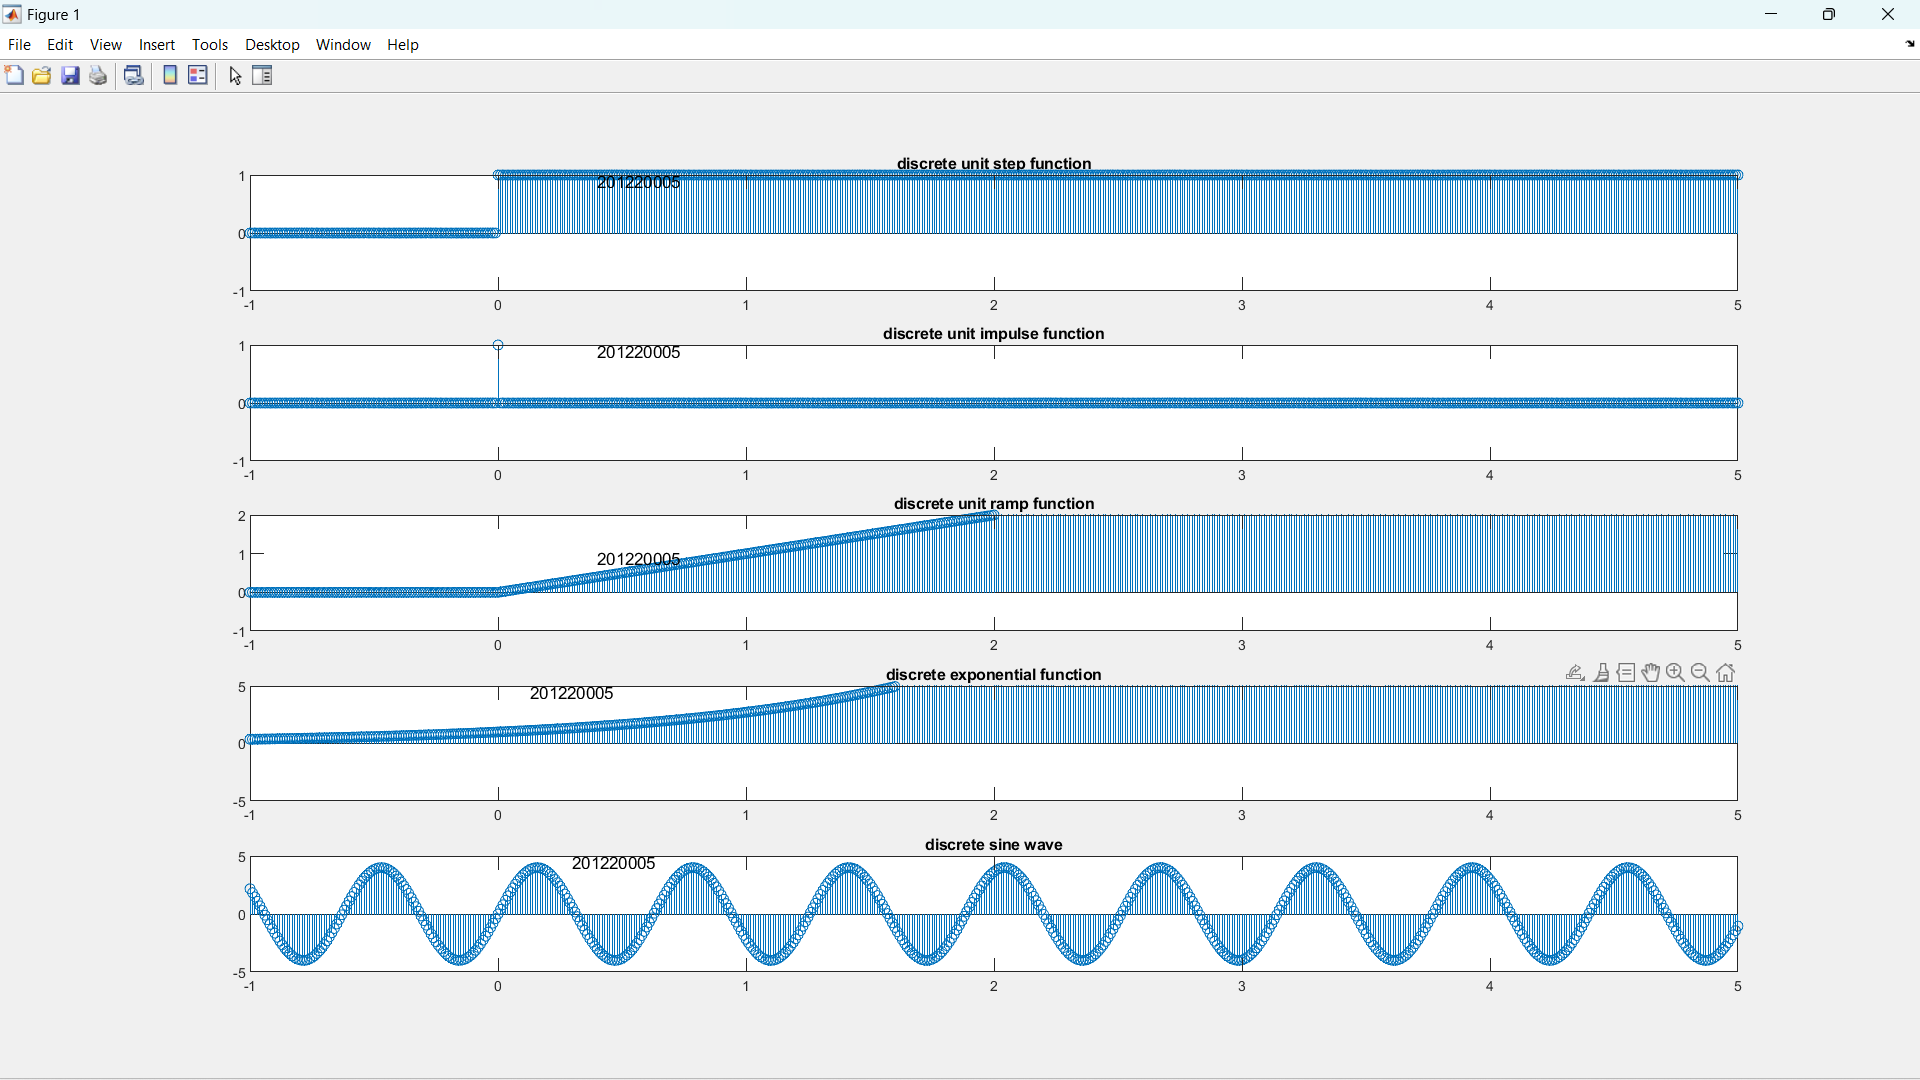 Figure 1
File Edit View Insert Tools Desktop Window Help
discrete unit step function
201220005
1
0
-1
-1 0 1 2 3 4 5
discrete unit impulse function
201220005
1
0
-1
-1 0 1 2 3 4 5
discrete unit ramp function
201220005
2
1
0
-1
-1 0 1 2 3 4 5
discrete exponential function
201220005
5
0
-5
-1 0 1 2 3 4 5
discrete sine wave
201220005
5
0
-5
-1 0 1 2 3 4 5